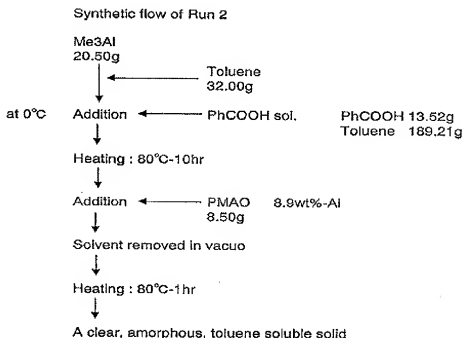 Synthetic flow of Run 2
Me3Al
20.50g
Toluene
32.00g
at 0°C Addition PhCOOH sol. PhCOOH 13.52g
Toluene 189.21g
Heating : 80°C-10hr
Addition PMAO 8.9wt%-Al
8.50g
Solvent removed in vacuo
Heating : 80°C-1hr
A clear, amorphous, toluene soluble solid